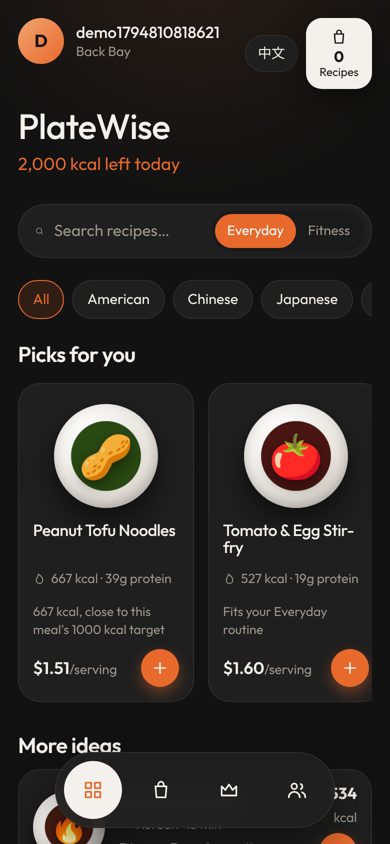 D
demo1794810818621
Back Bay
中文
0
Recipes
PlateWise
2,000 kcal left today
Search recipes...
Everyday
Fitness
All
American
Chinese
Japanese
Picks for you
Peanut Tofu Noodles
667 kcal · 39g protein
667 kcal, close to this
meal's 1000 kcal target
$1.51/serving
Tomato & Egg Stir-
fry
527 kcal · 19g protein
Fits your Everyday
routine
$1.60/serving
More ideas
kcal